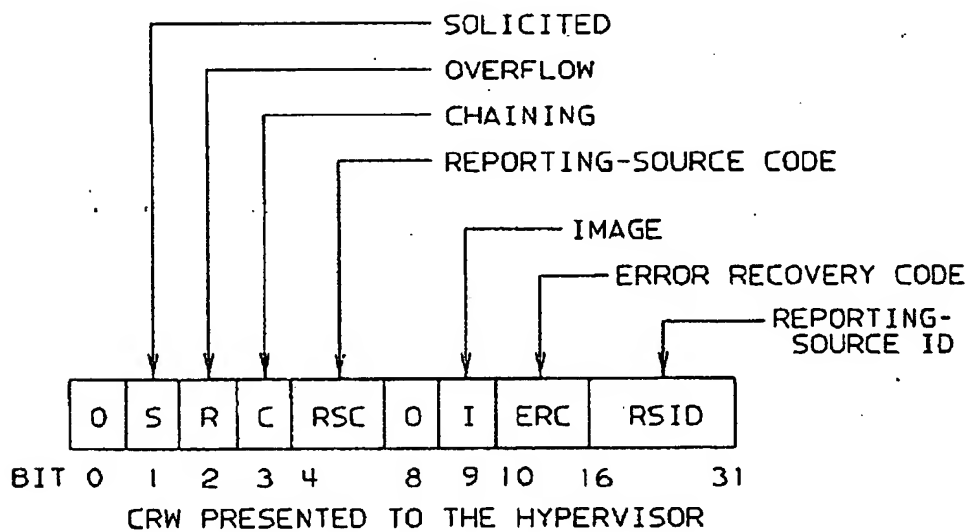 SOLICITED
OVERFLOW
CHAINING
REPORTING-SOURCE CODE
IMAGE
ERROR RECOVERY CODE
REPORTING-
SOURCE ID
0 S R C RSC 0 I ERC RSID
BIT 0 1 2 3 4 8 9 10 16 31
CRW PRESENTED TO THE HYPERVISOR